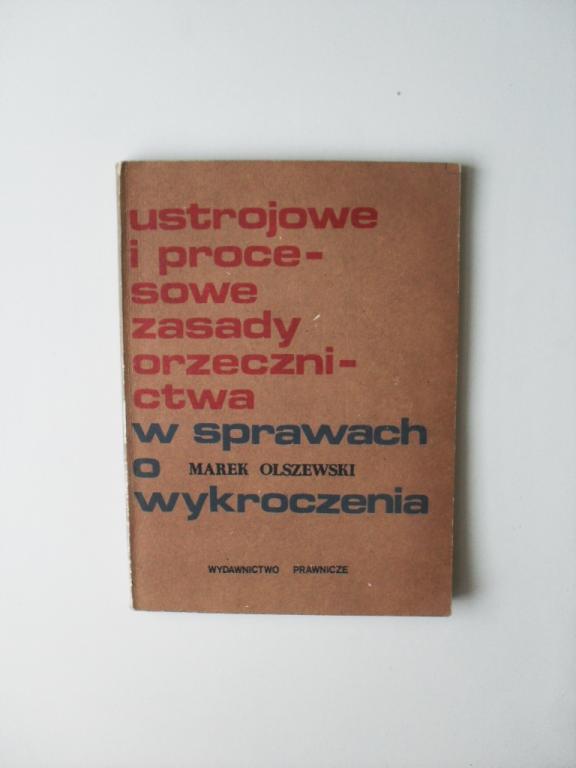 ustrojowe
i proce-
sowe
zasady
orzeczni-
ctwa
w sprawach
o MAREK OLSZEWSKI
wykroczenia
WYDAWNICTWO PRAWNICZE